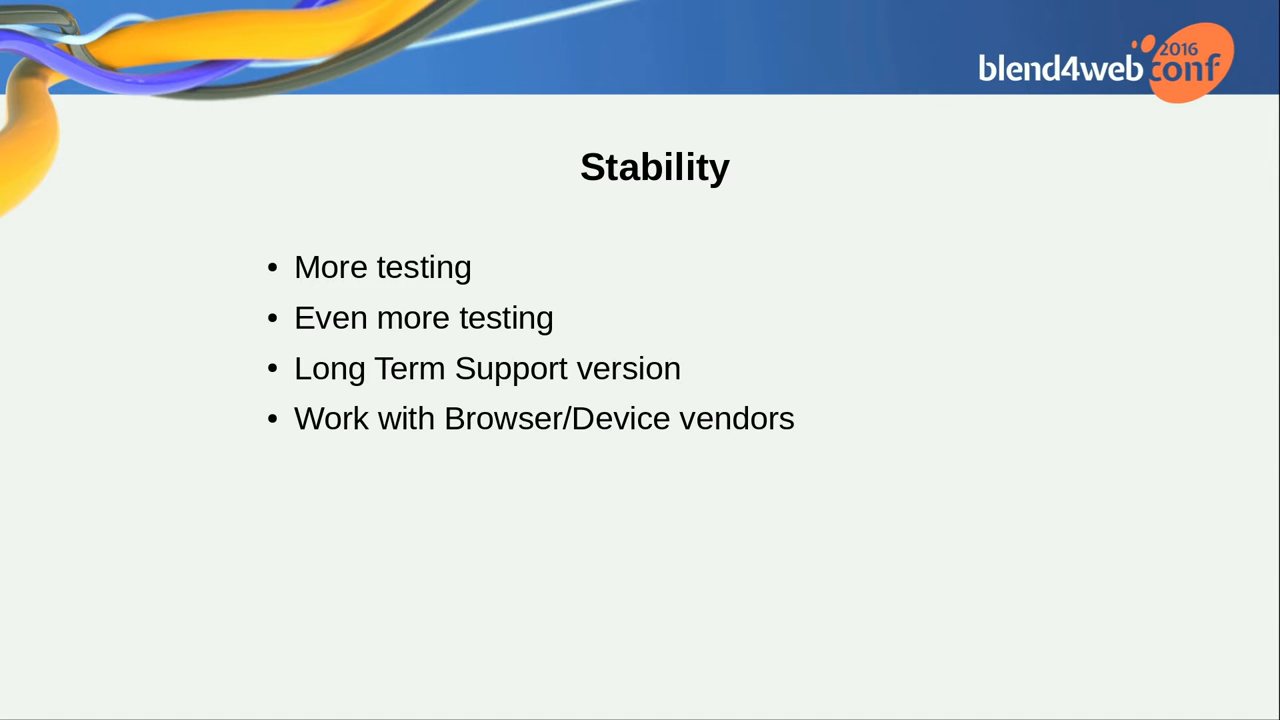 2016
blend4web conf
Stability
• More testing
• Even more testing
• Long Term Support version
• Work with Browser/Device vendors